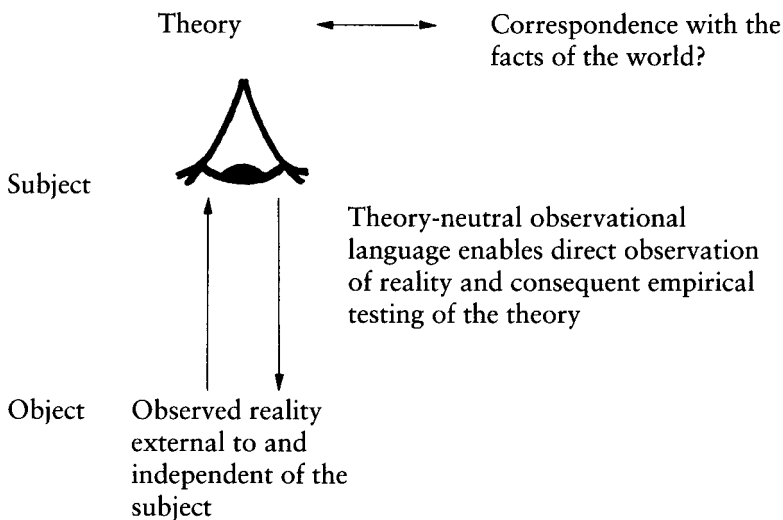 Theory
Correspondence with the
facts of the world?
Subject
Theory-neutral observational
language enables direct observation
of reality and consequent empirical
testing of the theory
Object
Observed reality
external to and
independent of the
subject